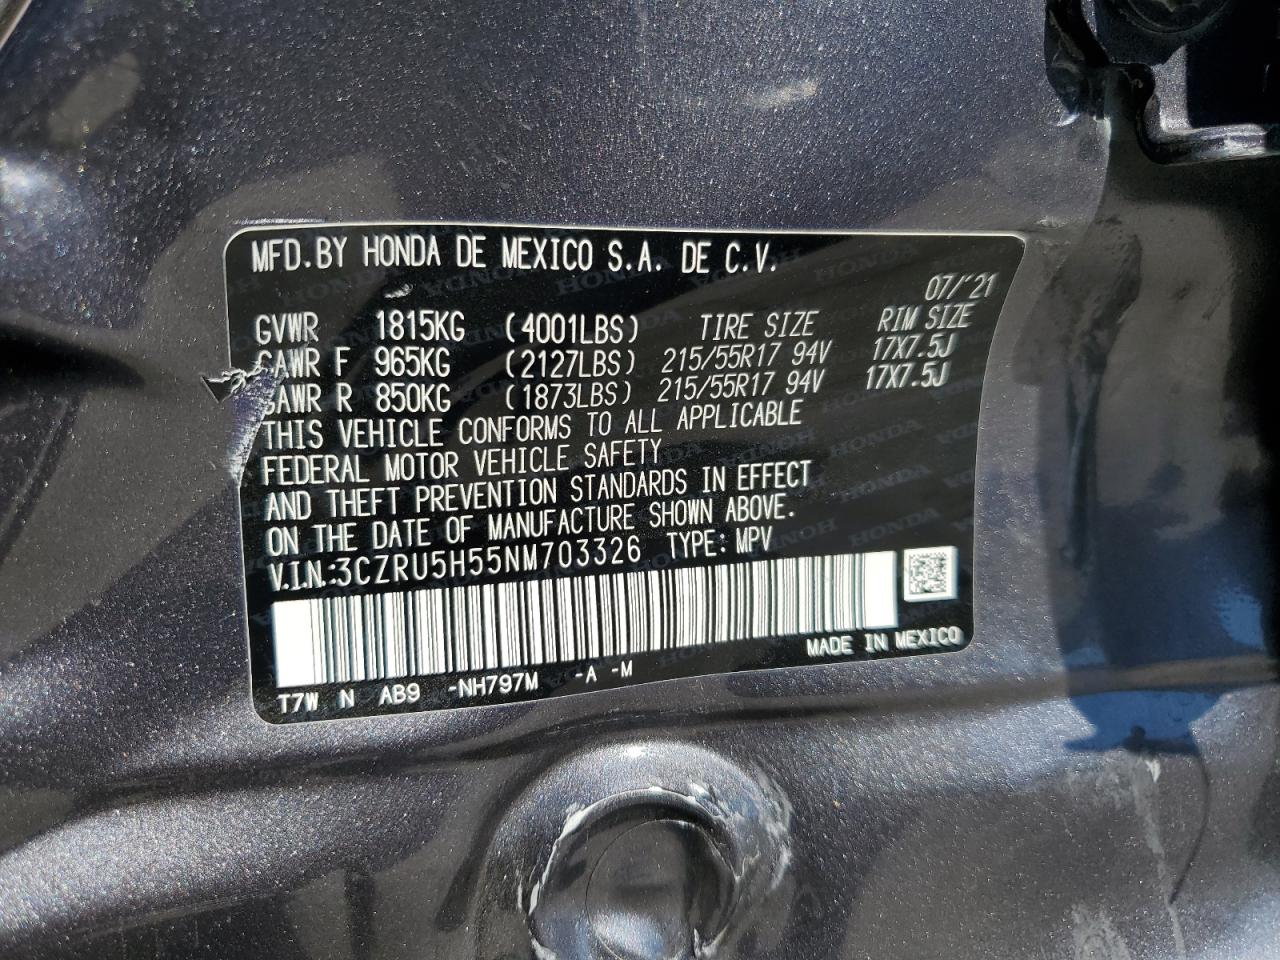 MFD.BY HONDA DE MEXICO S.A. DE C.V.
07/'21
GVWR 1815KG (4001LBS) TIRE SIZE RIM SIZE
GAWR F 965KG (2127LBS) 215/55R17 94V 17X7.5J
GAWR R 850KG (1873LBS) 215/55R17 94V 17X7.5J
THIS VEHICLE CONFORMS TO ALL APPLICABLE
FEDERAL MOTOR VEHICLE SAFETY
AND THEFT PREVENTION STANDARDS IN EFFECT
ON THE DATE OF MANUFACTURE SHOWN ABOVE.
V.I.N.:3CZRU5H55NM703326 TYPE: MPV
MADE IN MEXICO
T7W N AB9 -NH797M -A -M